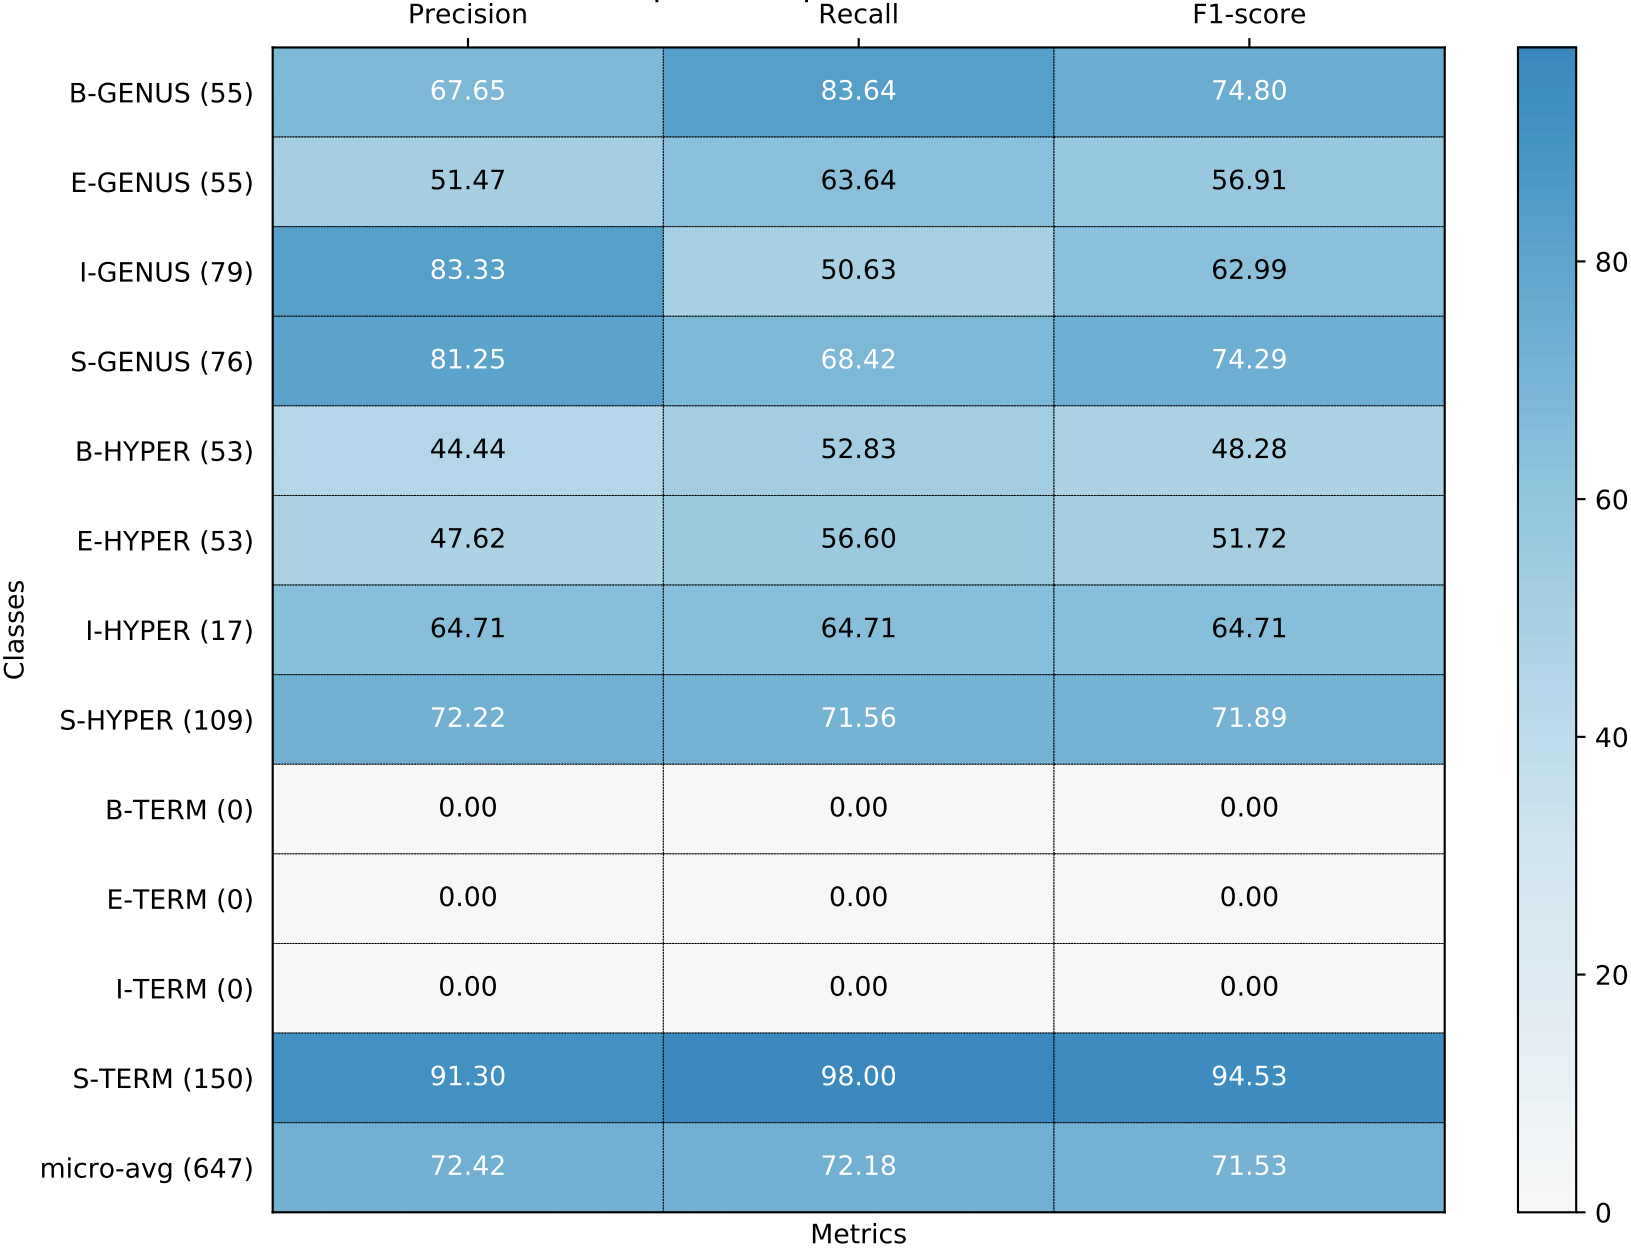 Precision Recall F1-score
B-GENUS (55) 67.65 83.64 74.80
E-GENUS (55) 51.47 63.64 56.91
I-GENUS (79) 83.33 50.63 62.99
S-GENUS (76) 81.25 68.42 74.29
B-HYPER (53) 44.44 52.83 48.28
E-HYPER (53) 47.62 56.60 51.72
I-HYPER (17) 64.71 64.71 64.71
S-HYPER (109) 72.22 71.56 71.89
B-TERM (0) 0.00 0.00 0.00
E-TERM (0) 0.00 0.00 0.00
I-TERM (0) 0.00 0.00 0.00
S-TERM (150) 91.30 98.00 94.53
micro-avg (647) 72.42 72.18 71.53
Classes
Metrics
80
60
40
20
0